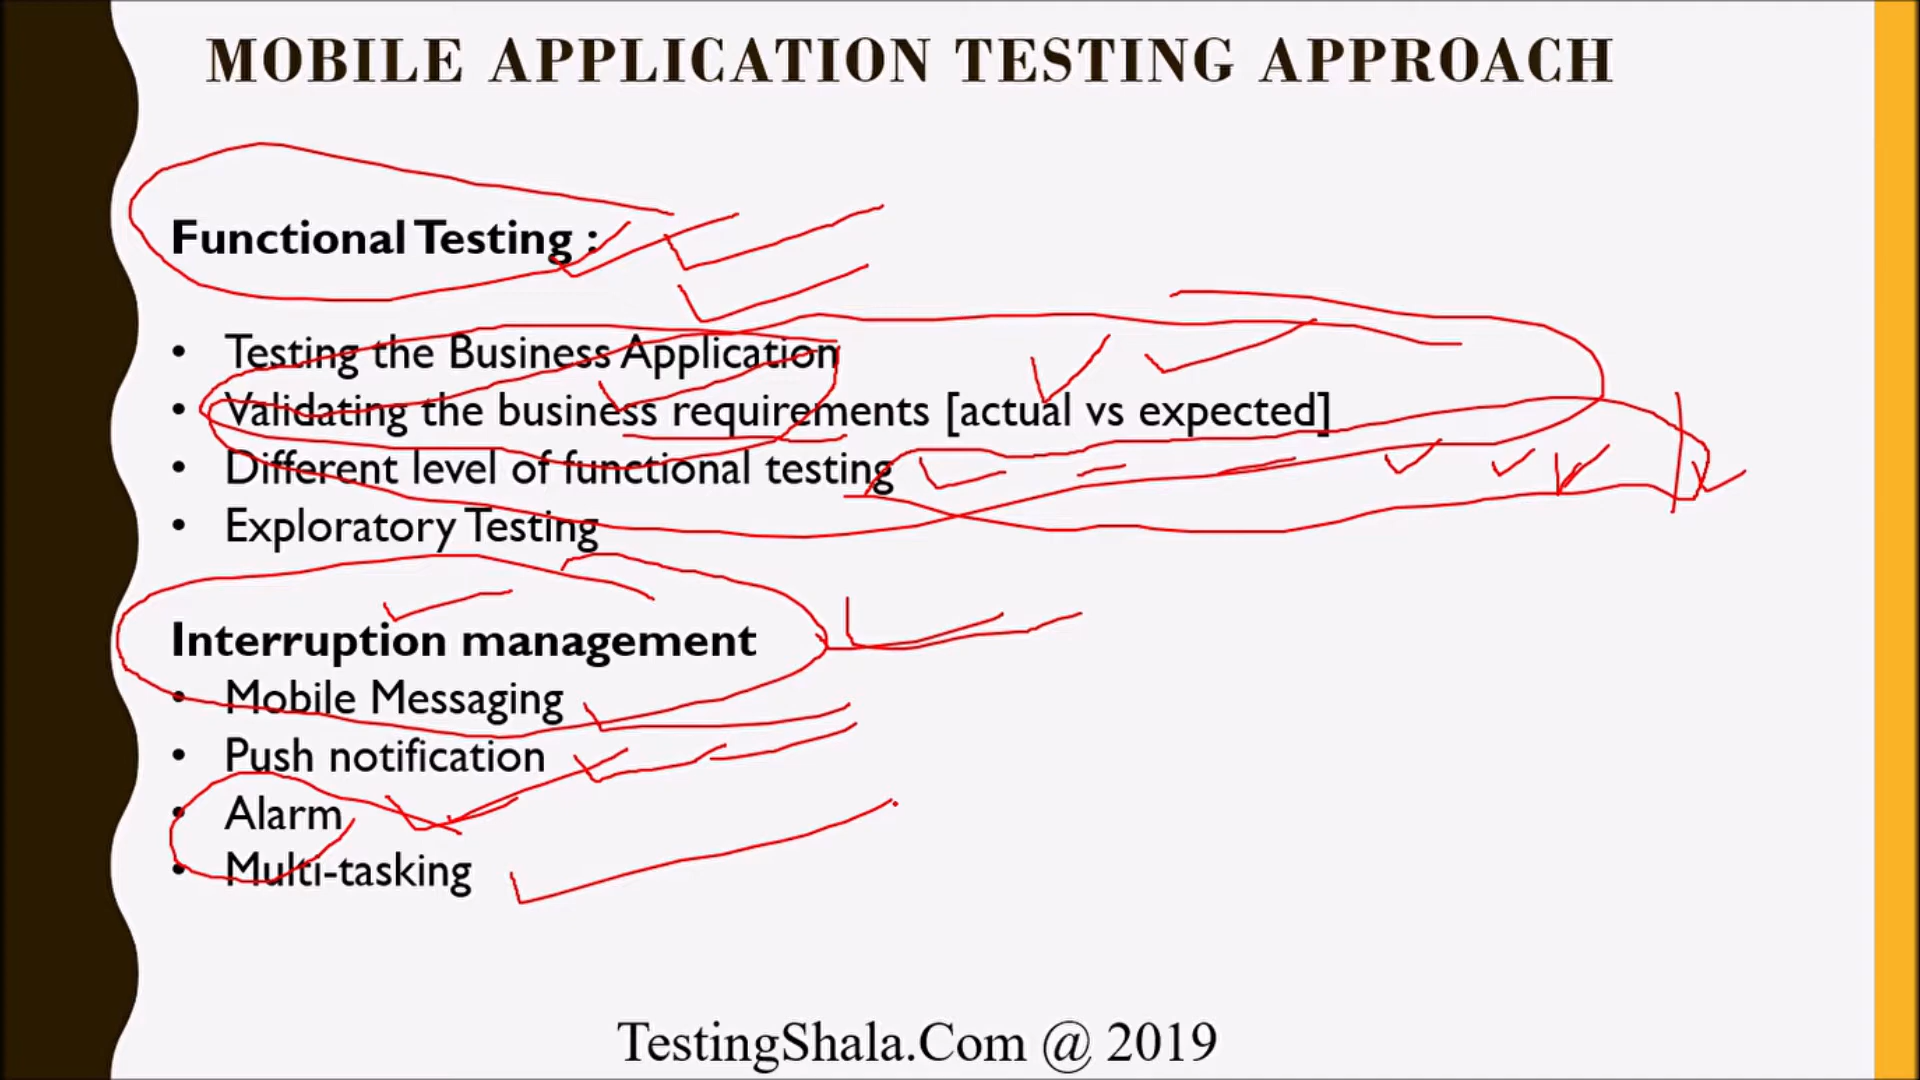 MOBILE APPLICATION TESTING APPROACH
Functional Testing :
• Testing the Business Application
• Validating the business requirements [actual vs expected]
• Different level of functional testing
• Exploratory Testing
Interruption management
• Mobile Messaging
• Push notification
• Alarm
• Multi-tasking
TestingShala.Com @ 2019